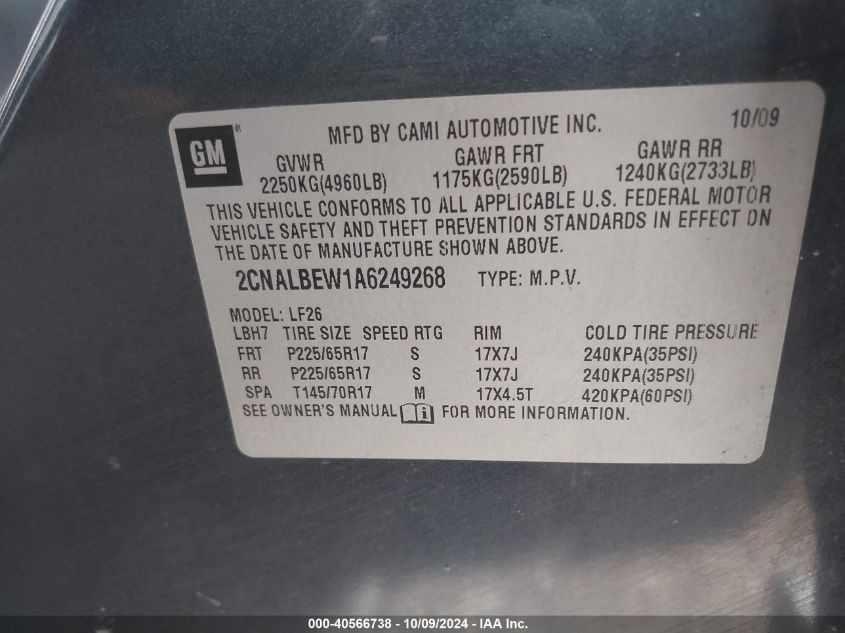 GM®
MFD BY CAMI AUTOMOTIVE INC. 10/09
GVWR GAWR FRT GAWR RR
2250KG(4960LB) 1175KG(2590LB) 1240KG(2733LB)
THIS VEHICLE CONFORMS TO ALL APPLICABLE U.S. FEDERAL MOTOR
VEHICLE SAFETY AND THEFT PREVENTION STANDARDS IN EFFECT ON
THE DATE OF MANUFACTURE SHOWN ABOVE.
2CNALBEW1A6249268 TYPE: M.P.V.
MODEL: LF26
LBH7 TIRE SIZE SPEED RTG RIM COLD TIRE PRESSURE
FRT P225/65R17 S 17X7J 240KPA(35PSI)
RR P225/65R17 S 17X7J 240KPA(35PSI)
SPA T145/70R17 M 17X4.5T 420KPA(60PSI)
SEE OWNER'S MANUAL i FOR MORE INFORMATION.
000-40566738 - 10/09/2024 - IAA Inc.